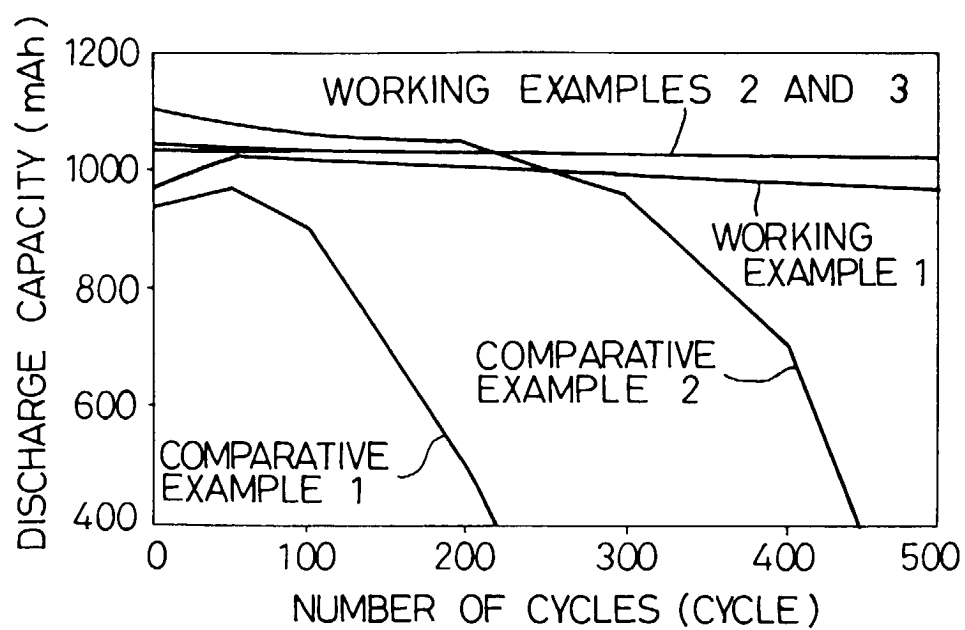 DISCHARGE CAPACITY (mAh)
1200
1000
800
600
400
WORKING EXAMPLES 2 AND 3
WORKING
EXAMPLE 1
COMPARATIVE
EXAMPLE 2
COMPARATIVE
EXAMPLE 1
0 100 200 300 400 500
NUMBER OF CYCLES (CYCLE)